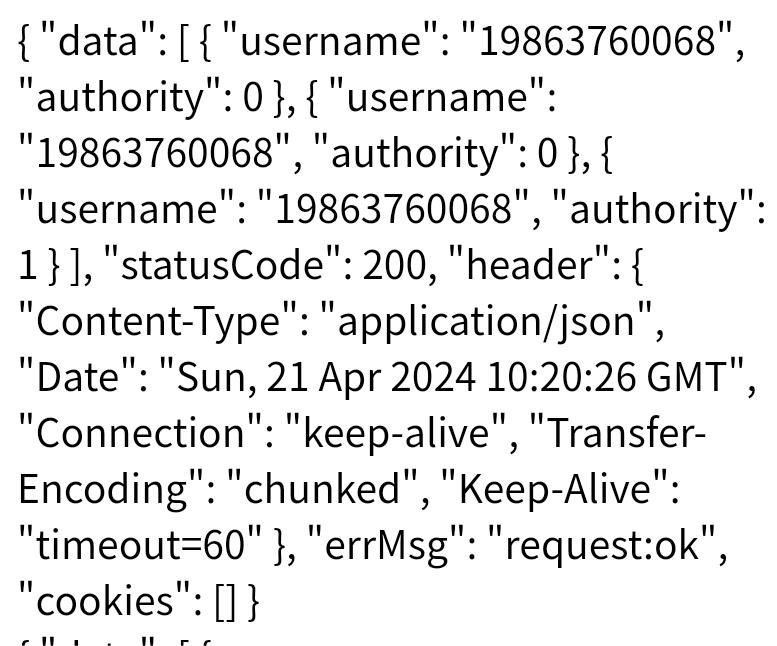 { "data": [ { "username": "19863760068",
"authority": 0 }, { "username":
"19863760068", "authority": 0 }, {
"username": "19863760068", "authority":
1 } ], "statusCode": 200, "header": {
"Content-Type": "application/json",
"Date": "Sun, 21 Apr 2024 10:20:26 GMT",
"Connection": "keep-alive", "Transfer-
Encoding": "chunked", "Keep-Alive":
"timeout=60" }, "errMsg": "request:ok",
"cookies": [] }